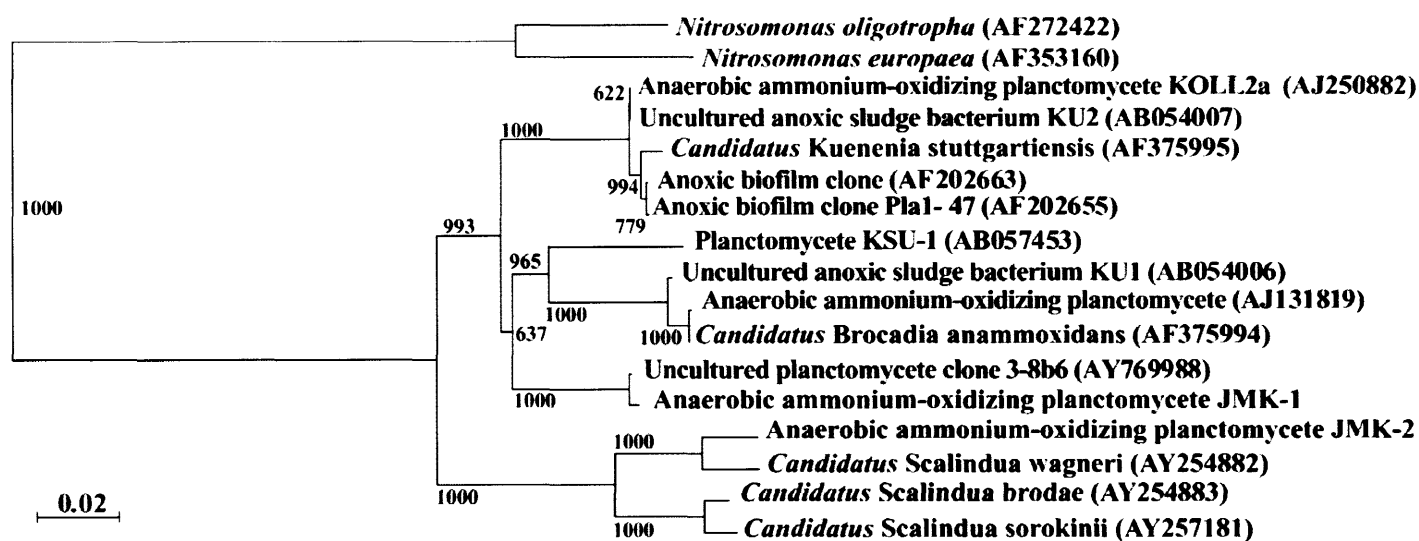 Nitrosomonas oligotropha (AF272422)
Nitrosomonas europaea (AF353160)
622 Anaerobic ammonium-oxidizing planctomycete KOLL2a (AJ250882)
Uncultured anoxic sludge bacterium KU2 (AB054007)
1000
Candidatus Kuenenia stuttgartiensis (AF375995)
994 Anoxic biofilm clone (AF202663)
1000
Anoxic biofilm clone Pla1- 47 (AF202655)
993
779
Planctomycete KSU-1 (AB057453)
965
Uncultured anoxic sludge bacterium KU1 (AB054006)
Anaerobic ammonium-oxidizing planctomycete (AJ131819)
1000
637
1000 Candidatus Brocadia anammoxidans (AF375994)
Uncultured planctomycete clone 3-8b6 (AY769988)
1000
Anaerobic ammonium-oxidizing planctomycete JMK-1
Anaerobic ammonium-oxidizing planctomycete JMK-2
1000
Candidatus Scalindua wagneri (AY254882)
1000
Candidatus Scalindua brodae (AY254883)
0.02
1000
Candidatus Scalindua sorokinii (AY257181)